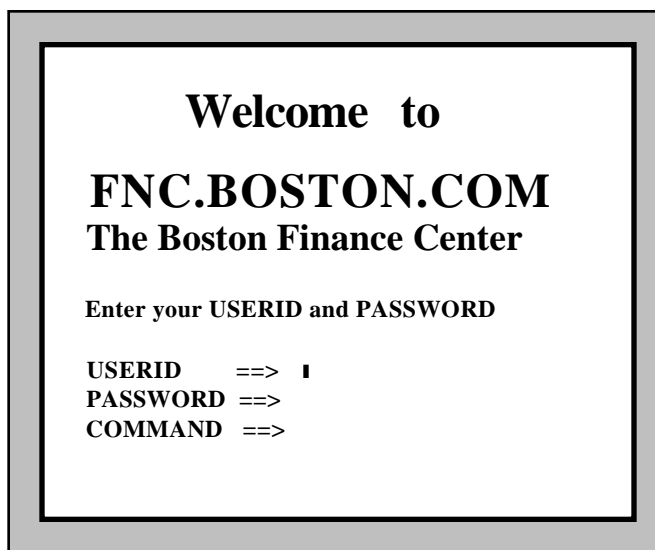 Welcome to
FNC.BOSTON.COM
The Boston Finance Center
Enter your USERID and PASSWORD
USERID ==>
PASSWORD ==>
COMMAND ==>